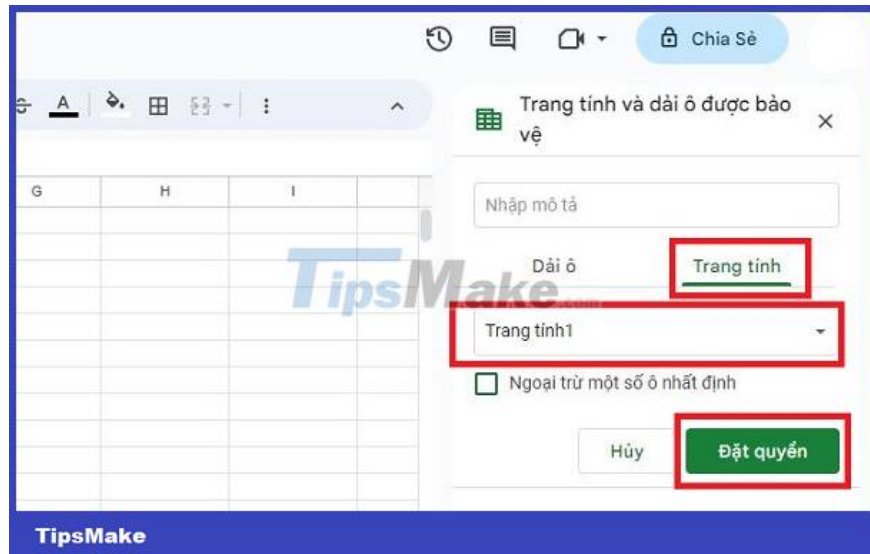 Chia Sẻ
A
Trang tính và dải ô được bảo
vệ
G H I
Nhập mô tả
Dải ô Trang tính
TipsMake.com
Trang tính1
Ngoại trừ một số ô nhất định
Hủy Đặt quyền
TipsMake